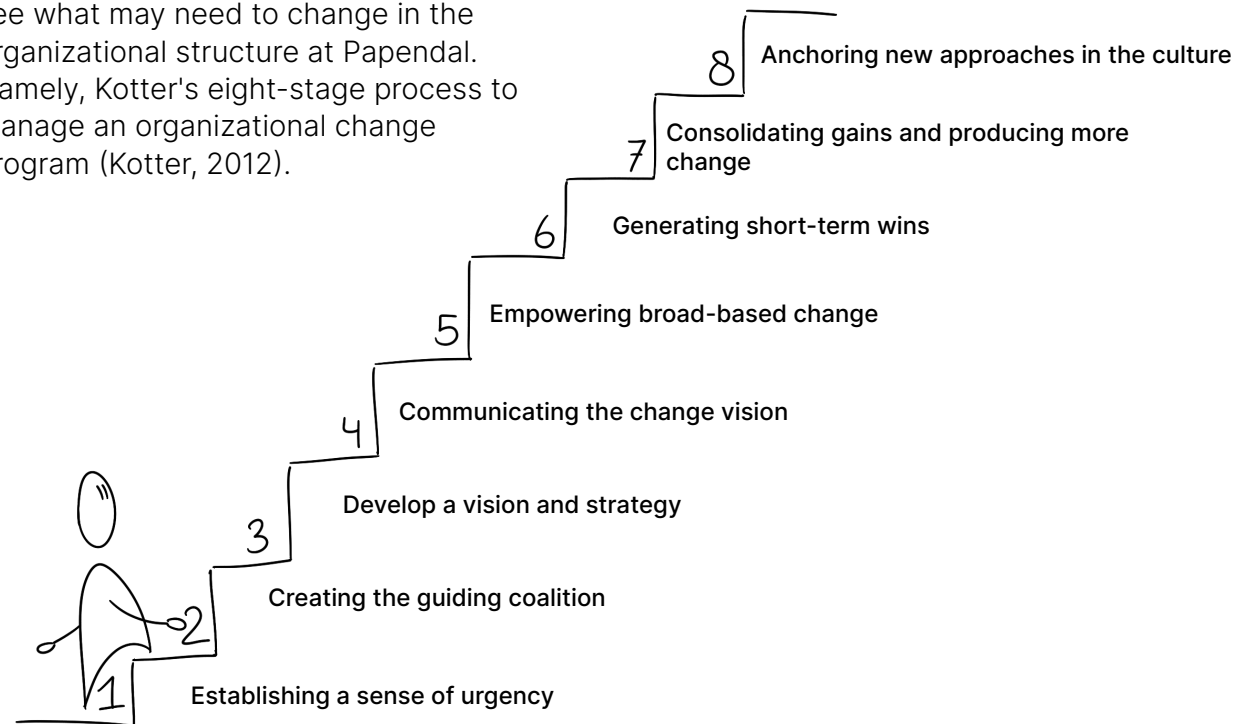 ee what may need to change in the
rganizational structure at Papendal.
amely, Kotter's eight-stage process to
anage an organizational change
rogram (Kotter, 2012).
8 Anchoring new approaches in the culture
7 Consolidating gains and producing more
change
6 Generating short-term wins
5 Empowering broad-based change
4 Communicating the change vision
3 Develop a vision and strategy
2 Creating the guiding coalition
1 Establishing a sense of urgency